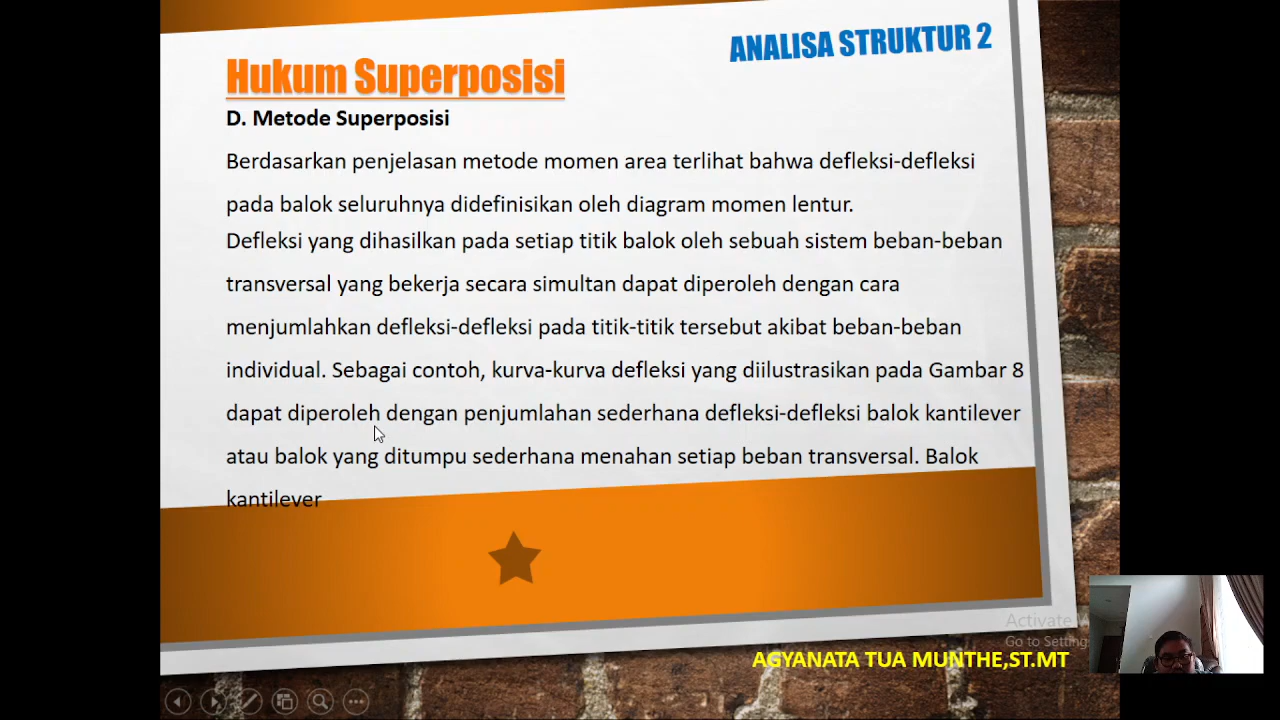 ANALISA STRUKTUR 2
Hukum Superposisi
D. Metode Superposisi
Berdasarkan penjelasan metode momen area terlihat bahwa defleksi-defleksi
pada balok seluruhnya didefinisikan oleh diagram momen lentur.
Defleksi yang dihasilkan pada setiap titik balok oleh sebuah sistem beban-beban
transversal yang bekerja secara simultan dapat diperoleh dengan cara
menjumlahkan defleksi-defleksi pada titik-titik tersebut akibat beban-beban
individual. Sebagai contoh, kurva-kurva defleksi yang diilustrasikan pada Gambar 8
dapat diperoleh dengan penjumlahan sederhana defleksi-defleksi balok kantilever
atau balok yang ditumpu sederhana menahan setiap beban transversal. Balok
kantilever
Activate
Go to Setting
AGYANATA TUA MUNTHE,ST.MT